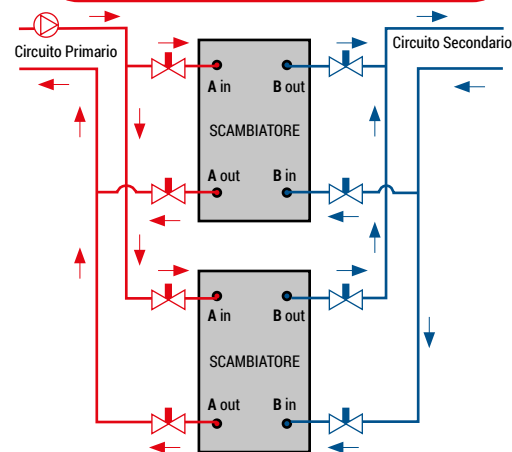 Circuito Primario
Circuito Secondario
A in
B out
SCAMBIATORE
A out
B in
A in
B out
SCAMBIATORE
A out
B in